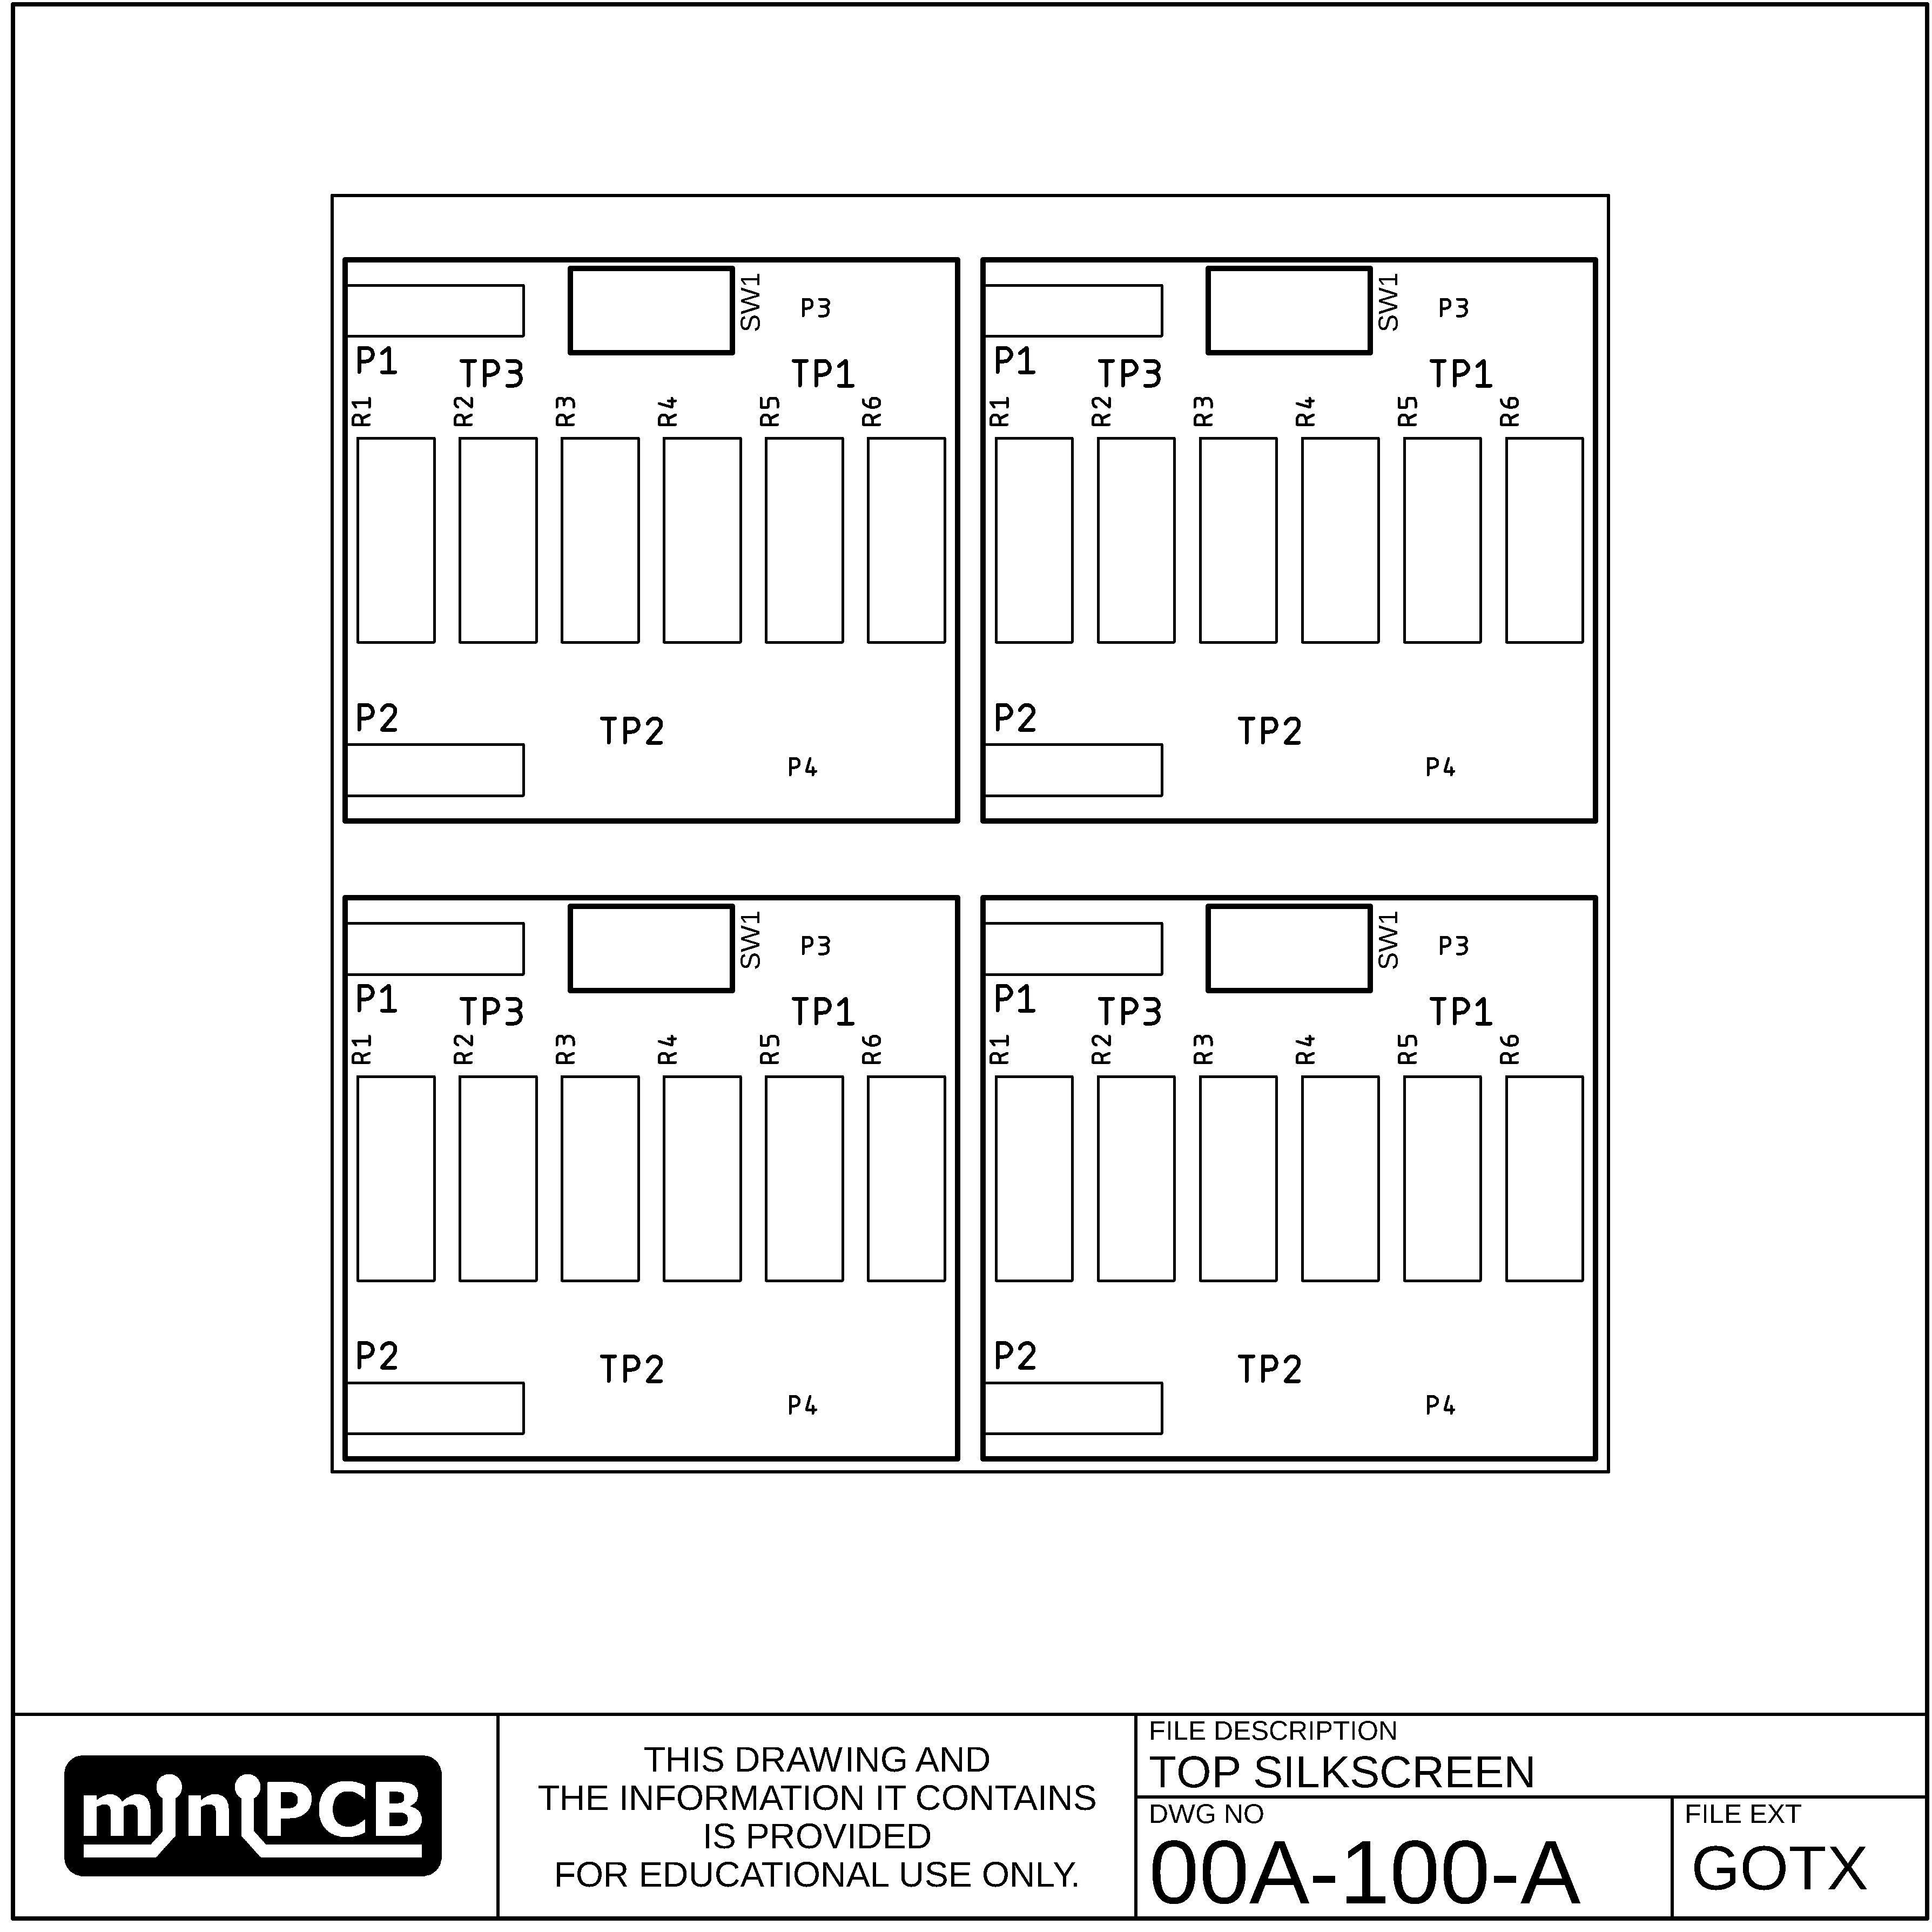 SW1 P3 SW1 P3
P1 TP3 TP1 P1 TP3 TP1
R1 R2 R3 R4 R5 R6 R1 R2 R3 R4 R5 R6
P2 TP2 P2 TP2
P4 P4
SW1 P3 SW1 P3
P1 TP3 TP1 P1 TP3 TP1
R1 R2 R3 R4 R5 R6 R1 R2 R3 R4 R5 R6
P2 TP2 P2 TP2
P4 P4
miniPCB
THIS DRAWING AND
THE INFORMATION IT CONTAINS
IS PROVIDED
FOR EDUCATIONAL USE ONLY.
FILE DESCRIPTION
TOP SILKSCREEN
DWG NO
00A-100-A
FILE EXT
GOTX